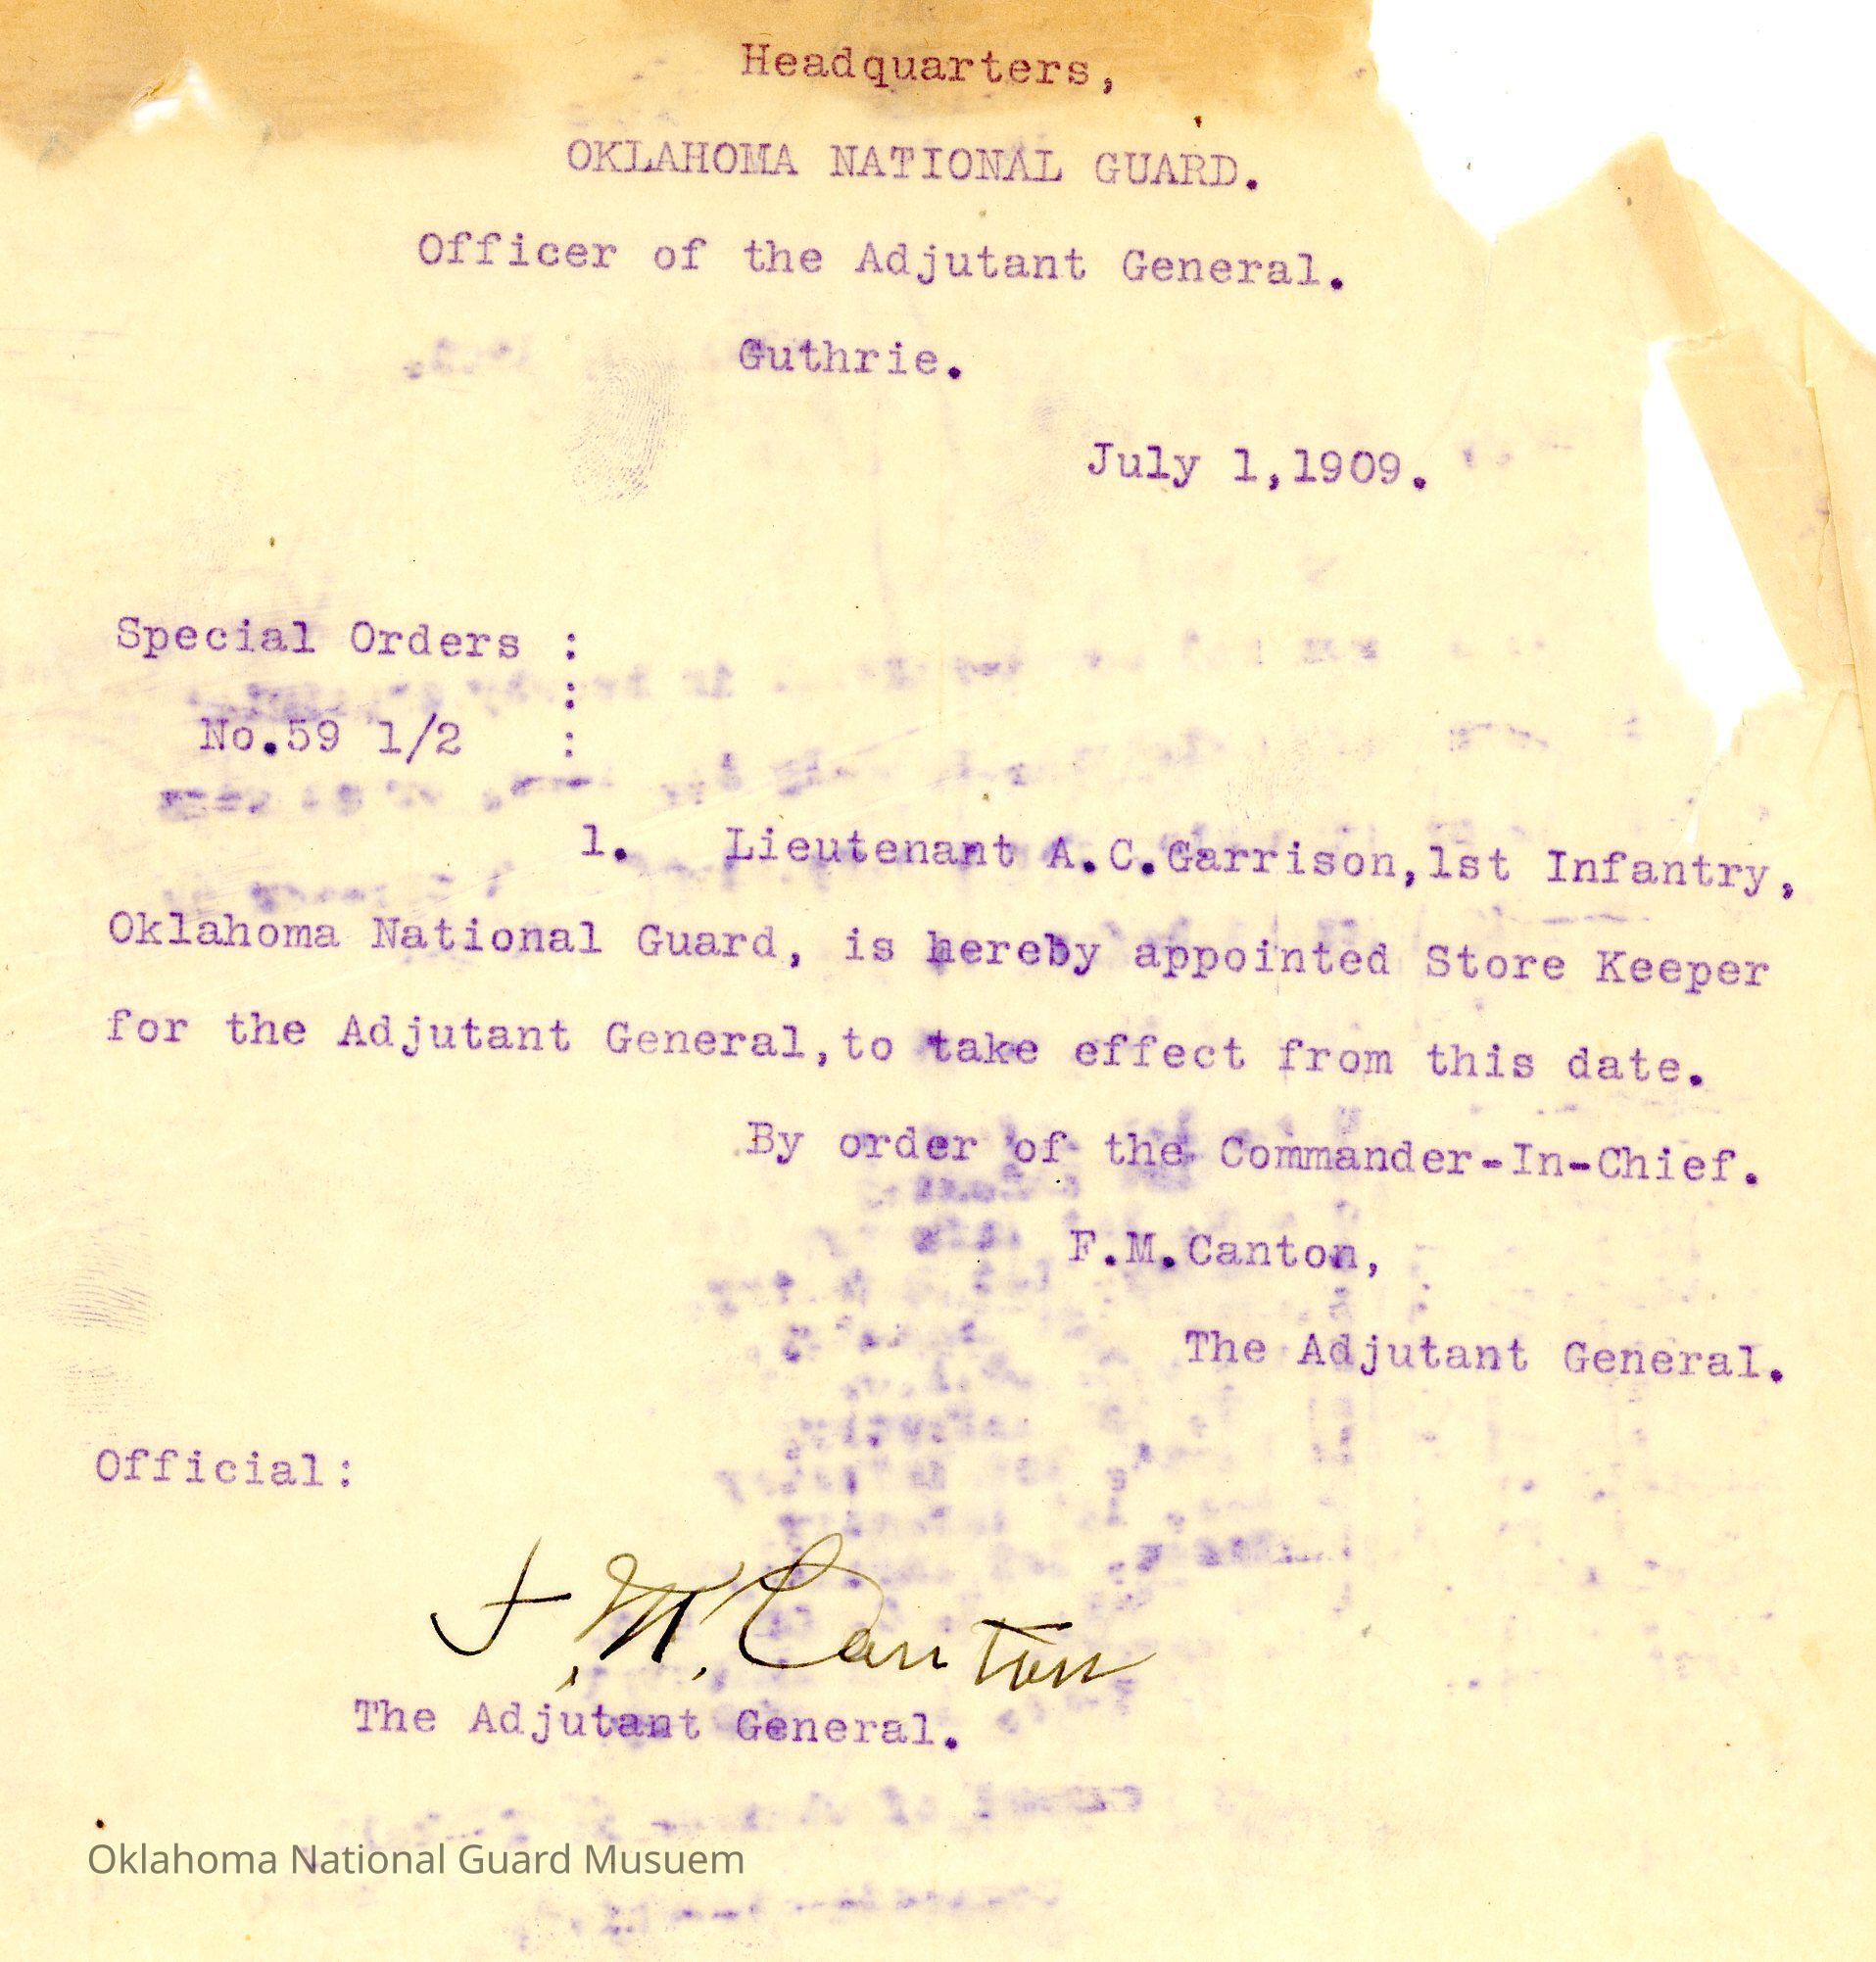 Headquarters,
OKLAHOMA NATIONAL GUARD.
Officer of the Adjutant General.
Guthrie.
July 1,1909.
Special Orders :
:
No.59 1/2 :
1. Lieutenant A.C.Garrison,1st Infantry,
Oklahoma National Guard, is hereby appointed Store Keeper
for the Adjutant General,to take effect from this date.
By order of the Commander-In-Chief.
F.M.Canton,
The Adjutant General.
Official:
F.M.Canton
The Adjutant General.
Oklahoma National Guard Musuem